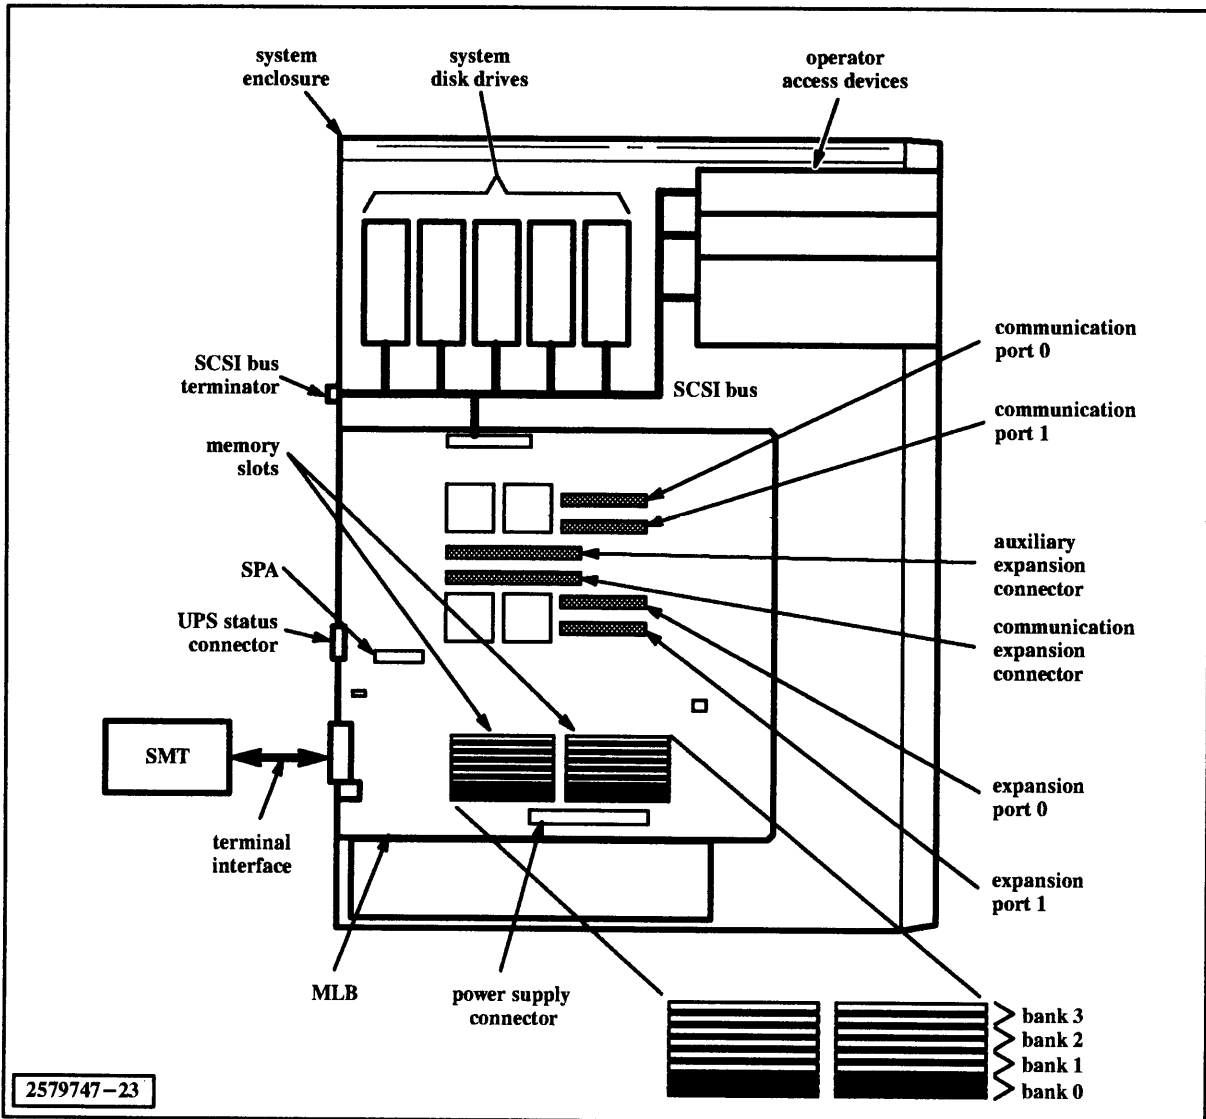 system
enclosure
system
disk drives
operator
access devices
SCSI bus
terminator
SCSI bus
communication
port 0
communication
port 1
memory
slots
auxiliary
expansion
connector
SPA
UPS status
connector
communication
expansion
connector
SMT
terminal
interface
expansion
port 0
expansion
port 1
MLB
power supply
connector
bank 3
bank 2
bank 1
bank 0
2579747-23